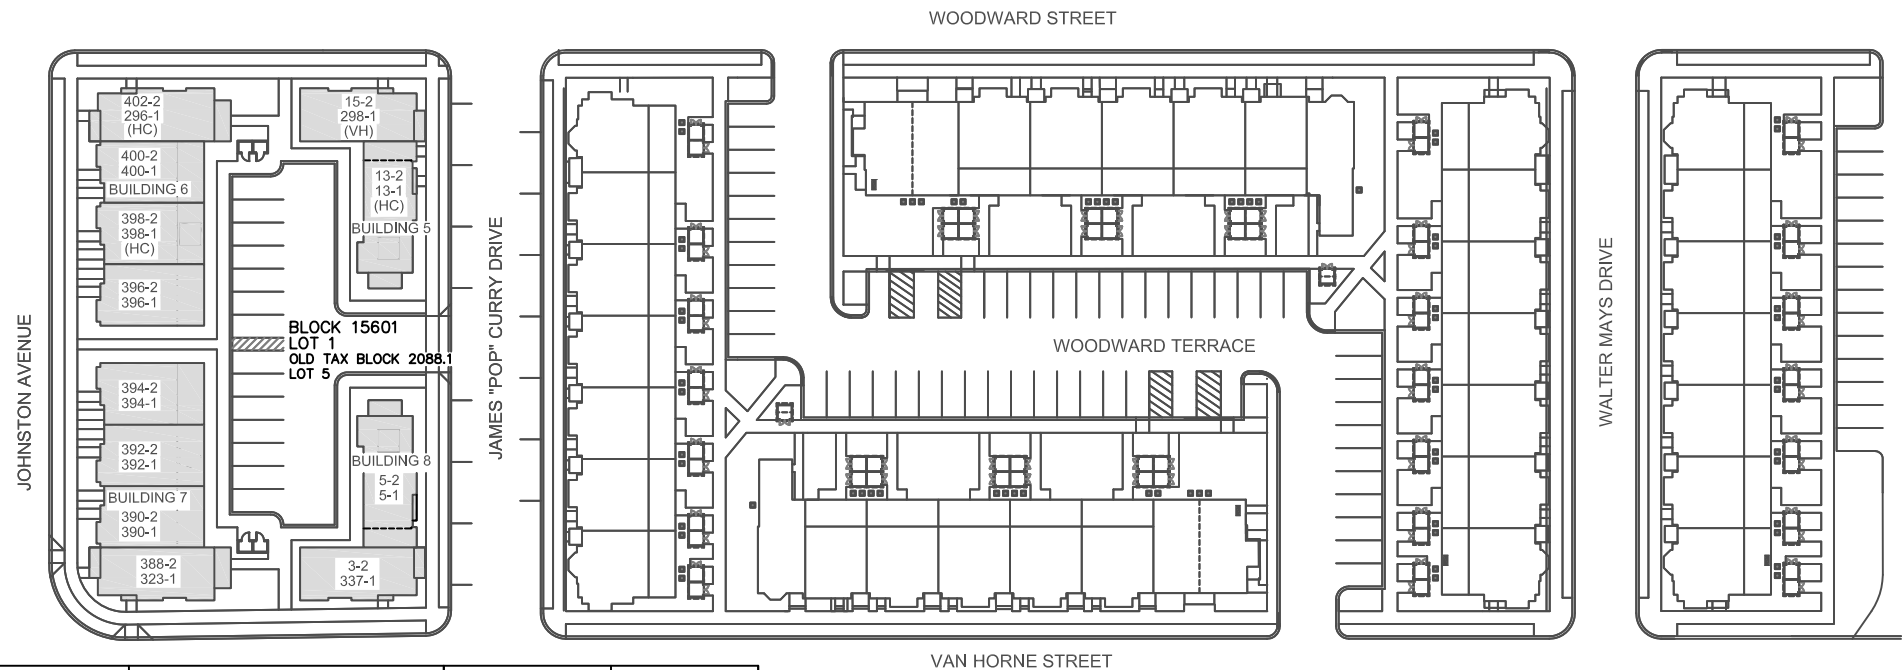 WOODWARD STREET
402-2
296-1
(HC)
400-2
400-1
BUILDING 6
398-2
398-1
(HC)
396-2
396-1
15-2
298-1
(VH)
13-2
13-1
(HC)
BUILDING 5
JOHNSTON AVENUE
BLOCK 15601
LOT 1
OLD TAX BLOCK 2088.1
LOT 5
JAMES "POP" CURRY DRIVE
WOODWARD TERRACE
WALTER MAYS DRIVE
394-2
394-1
392-2
392-1
BUILDING 7
390-2
390-1
388-2
323-1
BUILDING 8
5-2
5-1
3-2
337-1
VAN HORNE STREET